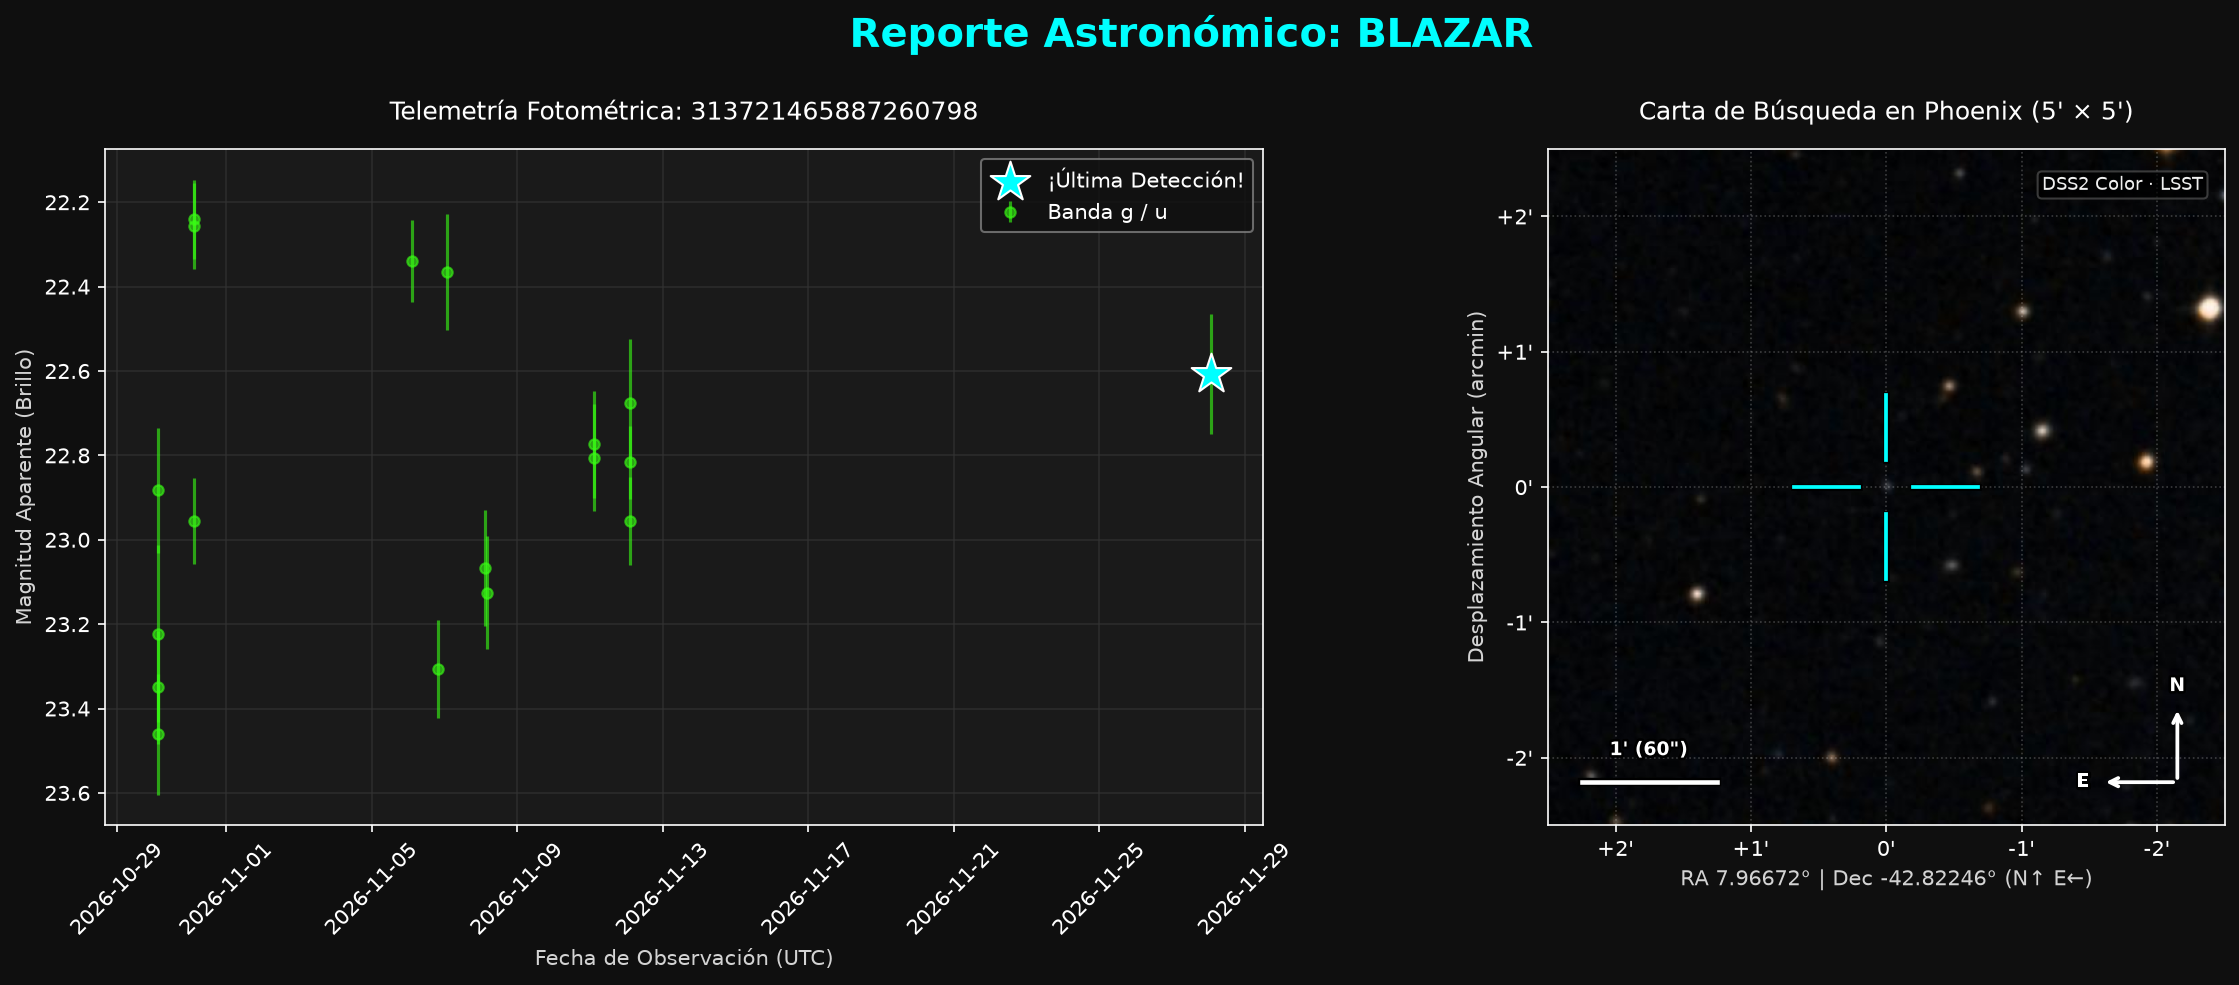 Reporte Astronómico: BLAZAR
Telemetría Fotométrica: 313721465887260798
¡Última Detección!
Banda g / u
Magnitud Aparente (Brillo)
22.2
22.4
22.6
22.8
23.0
23.2
23.4
23.6
2026-10-29
2026-11-01
2026-11-05
2026-11-09
2026-11-13
2026-11-17
2026-11-21
2026-11-25
2026-11-29
Fecha de Observación (UTC)
Carta de Búsqueda en Phoenix (5' × 5')
DSS2 Color · LSST
Desplazamiento Angular (arcmin)
+2'
+1'
0'
-1'
-2'
N
E
1' (60")
+2'
+1'
0'
-1'
-2'
RA 7.96672° | Dec -42.82246° (N↑ E←)